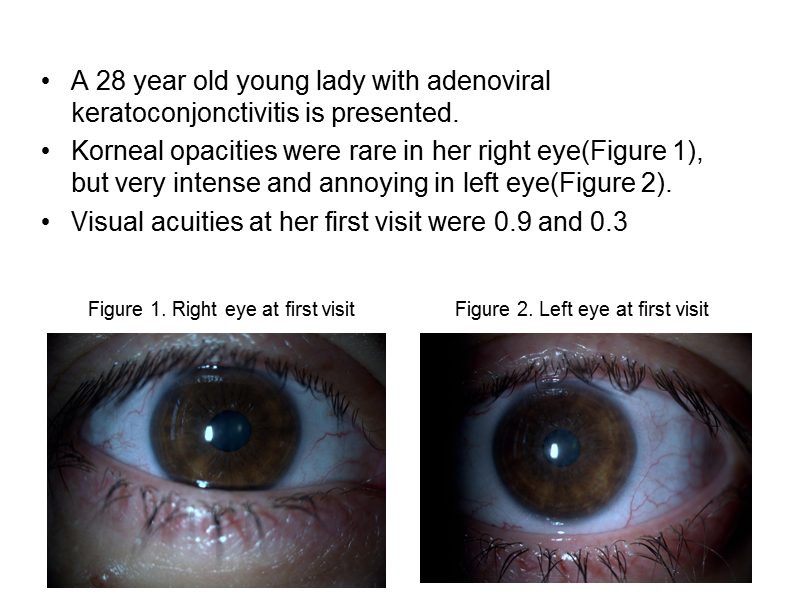 • A 28 year old young lady with adenoviral
keratoconjonctivitis is presented.
• Korneal opacities were rare in her right eye(Figure 1),
but very intense and annoying in left eye(Figure 2).
• Visual acuities at her first visit were 0.9 and 0.3
Figure 1. Right eye at first visit
Figure 2. Left eye at first visit